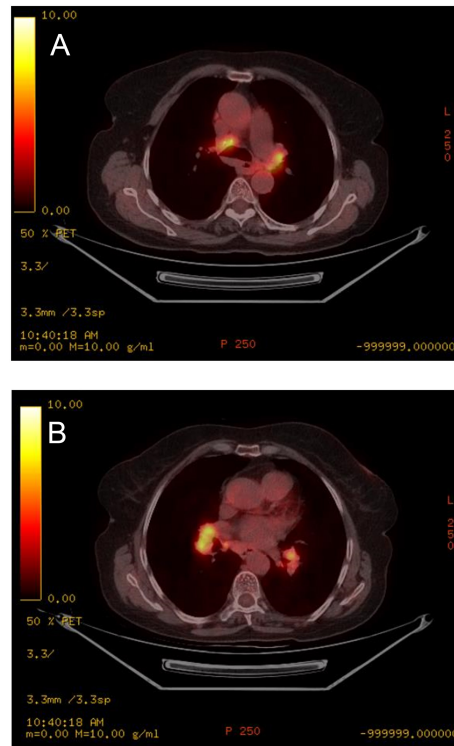 10.00
A
L
2
5
0
0.00
50 % PET
3.3/
3.3mm /3.3sp
10:40:18 AM
m=0.00 M=10.00 g/ml
P 250
-999999.000000
10.00
B
L
2
5
0
0.00
50 % PET
3.3/
3.3mm /3.3sp
10:40:18 AM
m=0.00 M=10.00 g/ml
P 250
-999999.000000